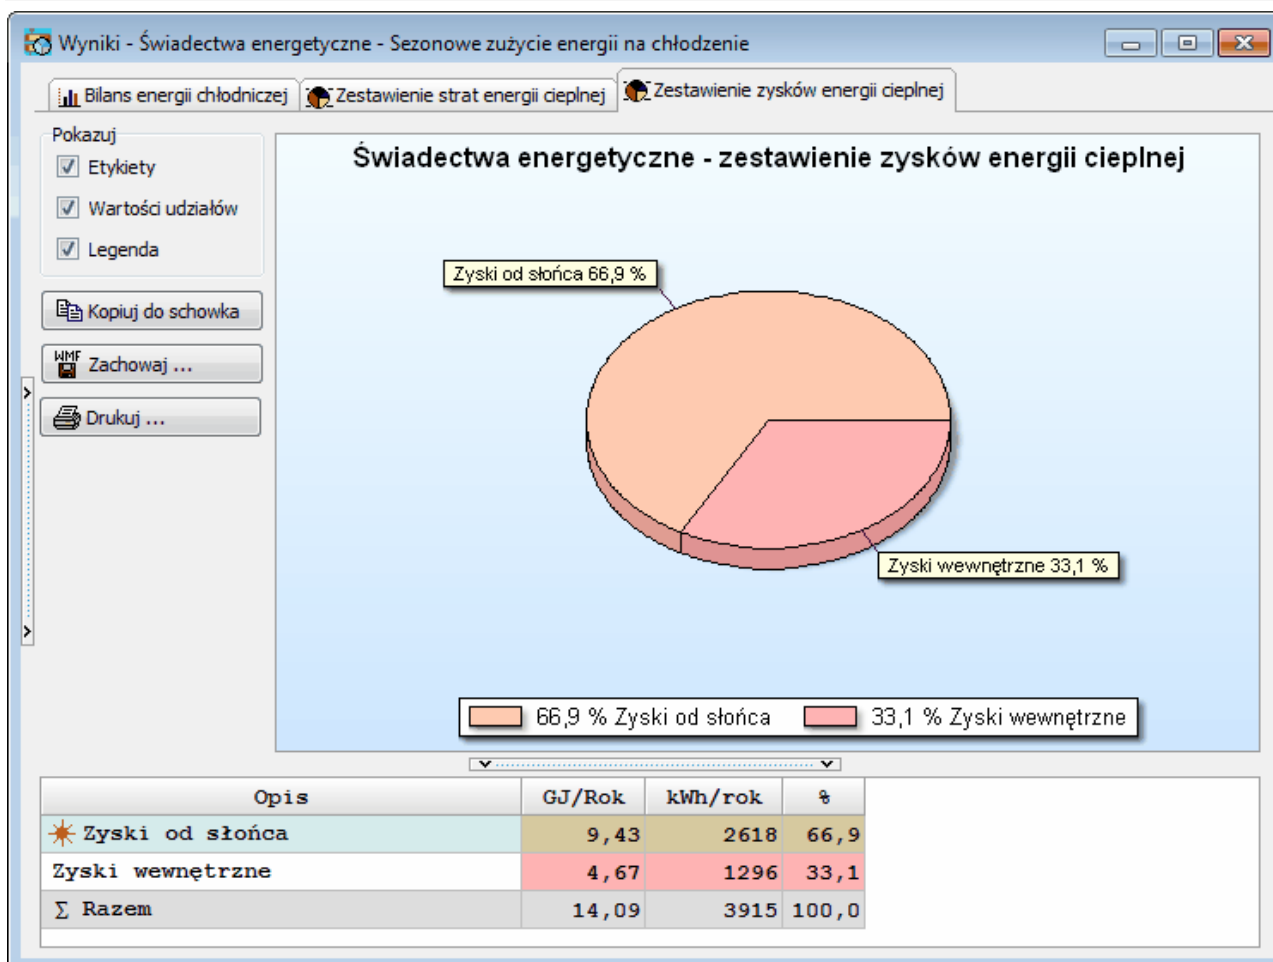 Wyniki - Świadectwa energetyczne - Sezonowe zużycie energii na chłodzenie
Bilans energii chłodniczej Zestawienie strat energii cieplnej Zestawienie zysków energii cieplnej
Pokazuj
Etykiety
Wartości udziałów
Legenda
Kopiuj do schowka
WMF Zachowaj ...
Drukuj ...
Świadectwa energetyczne - zestawienie zysków energii cieplnej
Zyski od słońca 66,9 %
Zyski wewnętrzne 33,1 %
66,9 % Zyski od słońca 33,1 % Zyski wewnętrzne
Opis GJ/Rok kWh/rok %
Zyski od słońca 9,43 2618 66,9
Zyski wewnętrzne 4,67 1296 33,1
∑ Razem 14,09 3915 100,0